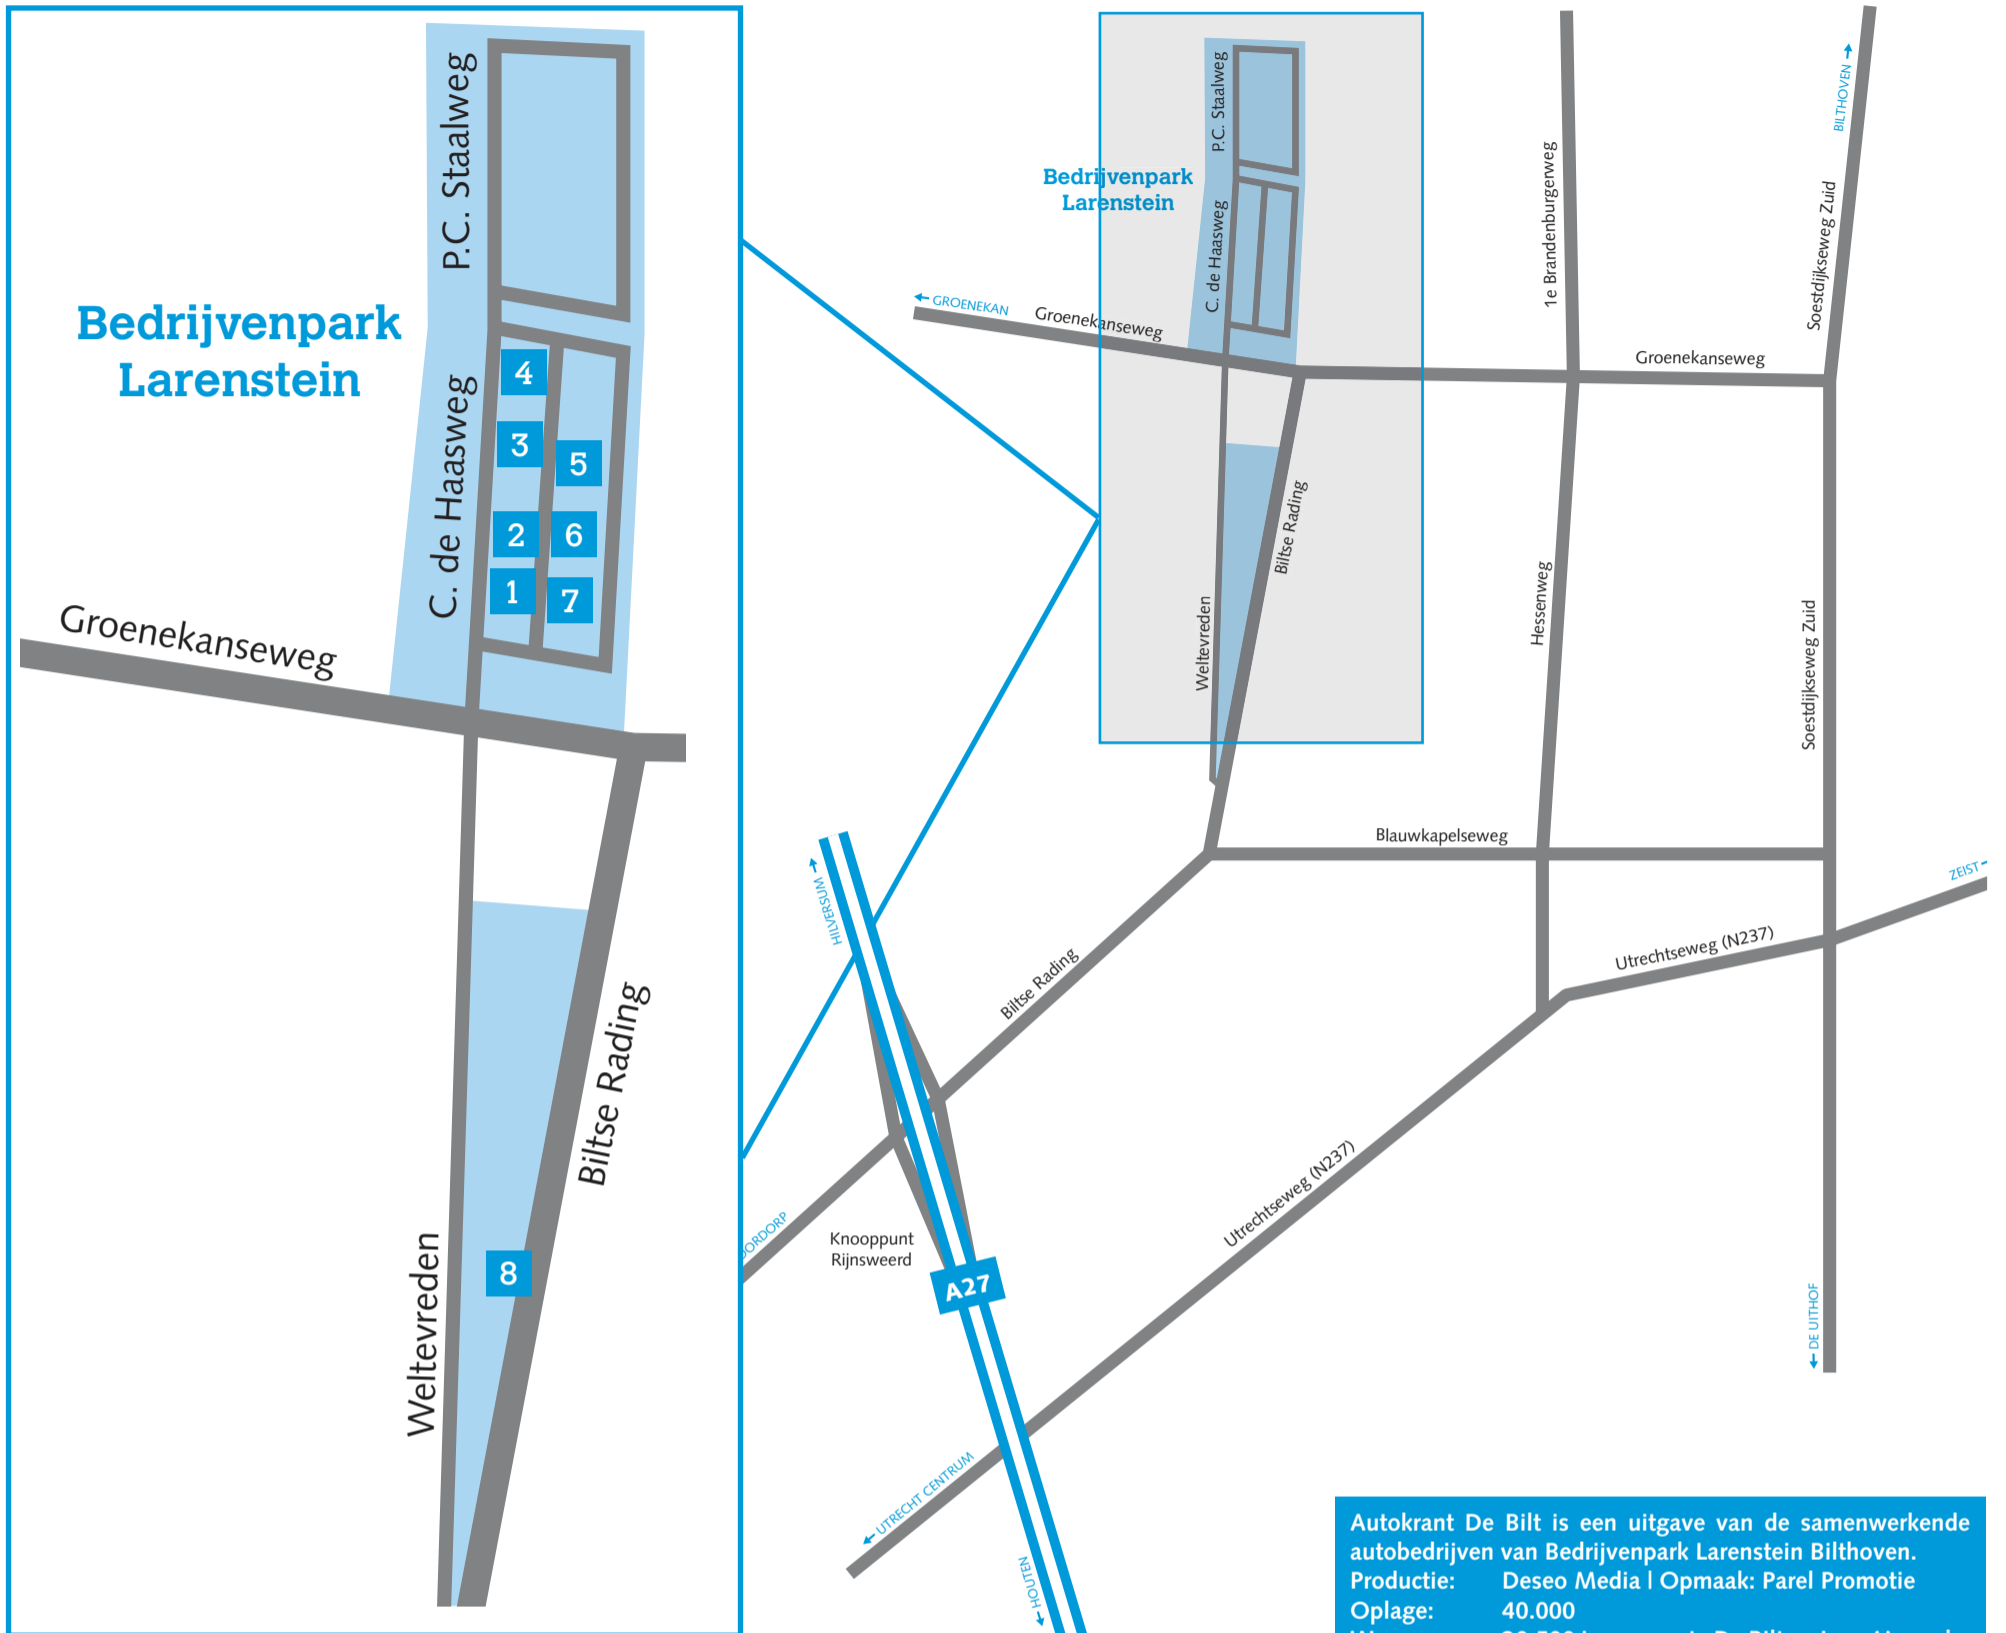 P.C. Staalweg
Bedrijvenpark
Larenstein
C. de Haasweg
4
3
5
2
6
1
7
Groenekanseweg
Biltse Rading
Weltevreden
8
P.C. Staalweg
Bedrijvenpark
Larenstein
C. de Haasweg
← GROENEKAN
Groenekanseweg
1e Brandenburgerweg
BILTHOVEN →
Soestdijkseweg Zuid
Groenekanseweg
Biltse Rading
Weltevreden
Hessenweg
Soestdijkseweg Zuid
Blauwkapelseweg
← HILVERSUM
ZEIST
Utrechtseweg (N237)
Biltse Rading
Knooppunt
Rijnsweerd
A27
Utrechtseweg (N237)
← DE UITHOF
← UTRECHT CENTRUM
HOUTEN →
Autokrant De Bilt is een uitgave van de samenwerkende
autobedrijven van Bedrijvenpark Larenstein Bilthoven.
Productie: Deseo Media | Opmaak: Parel Promotie
Oplage: 40.000